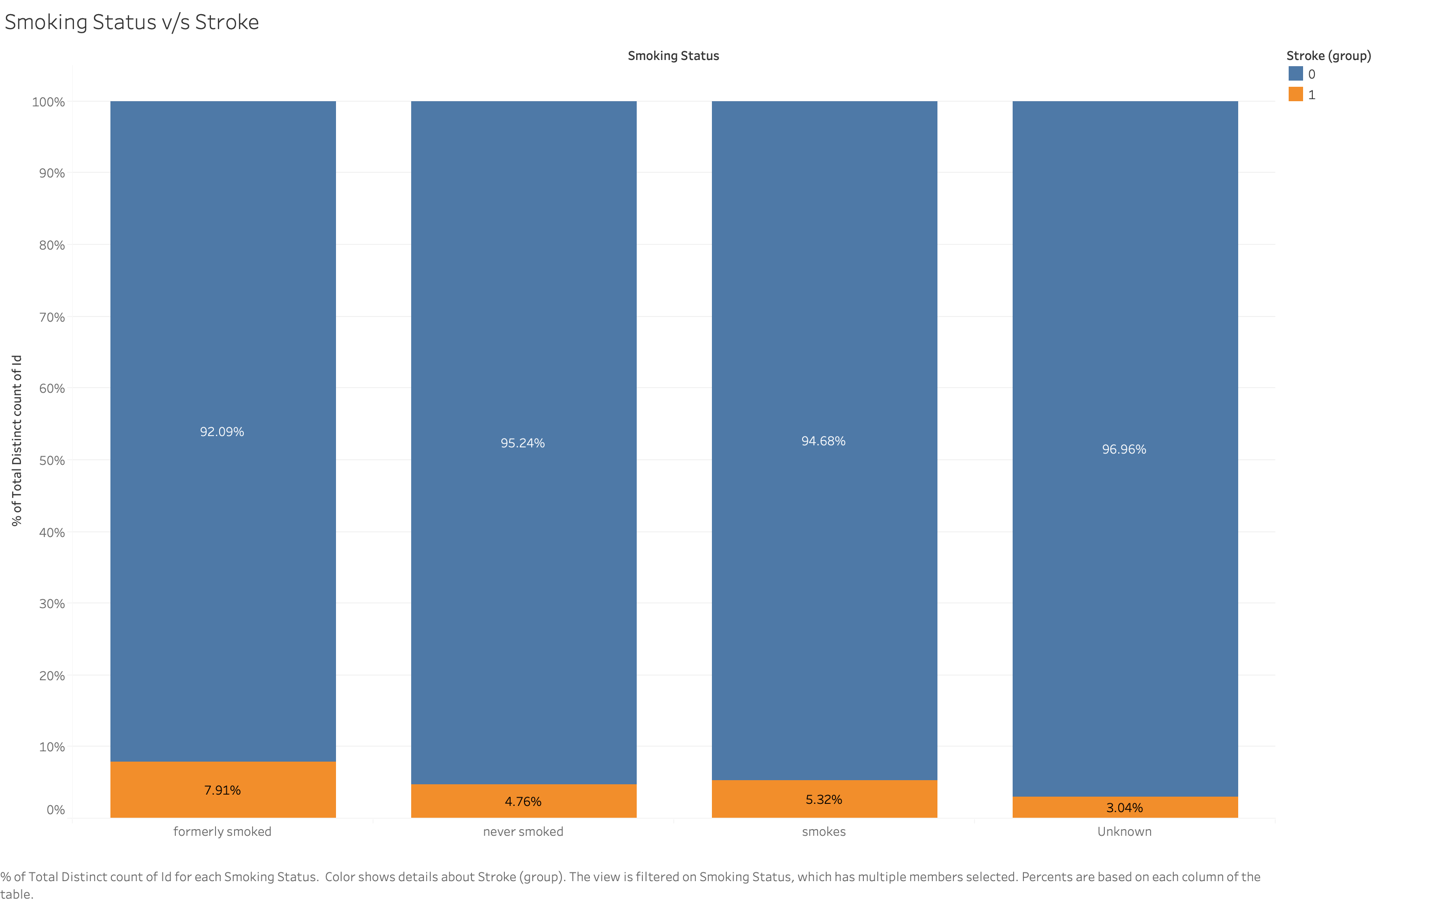 Smoking Status v/s Stroke
Smoking Status
Stroke (group)
0
1
100%
90%
80%
70%
60%
50%
40%
30%
20%
10%
0%
% of Total Distinct count of Id
92.09%
95.24%
94.68%
96.96%
7.91%
4.76%
5.32%
3.04%
formerly smoked
never smoked
smokes
Unknown
% of Total Distinct count of Id for each Smoking Status.  Color shows details about Stroke (group). The view is filtered on Smoking Status, which has multiple members selected. Percents are based on each column of the
table.